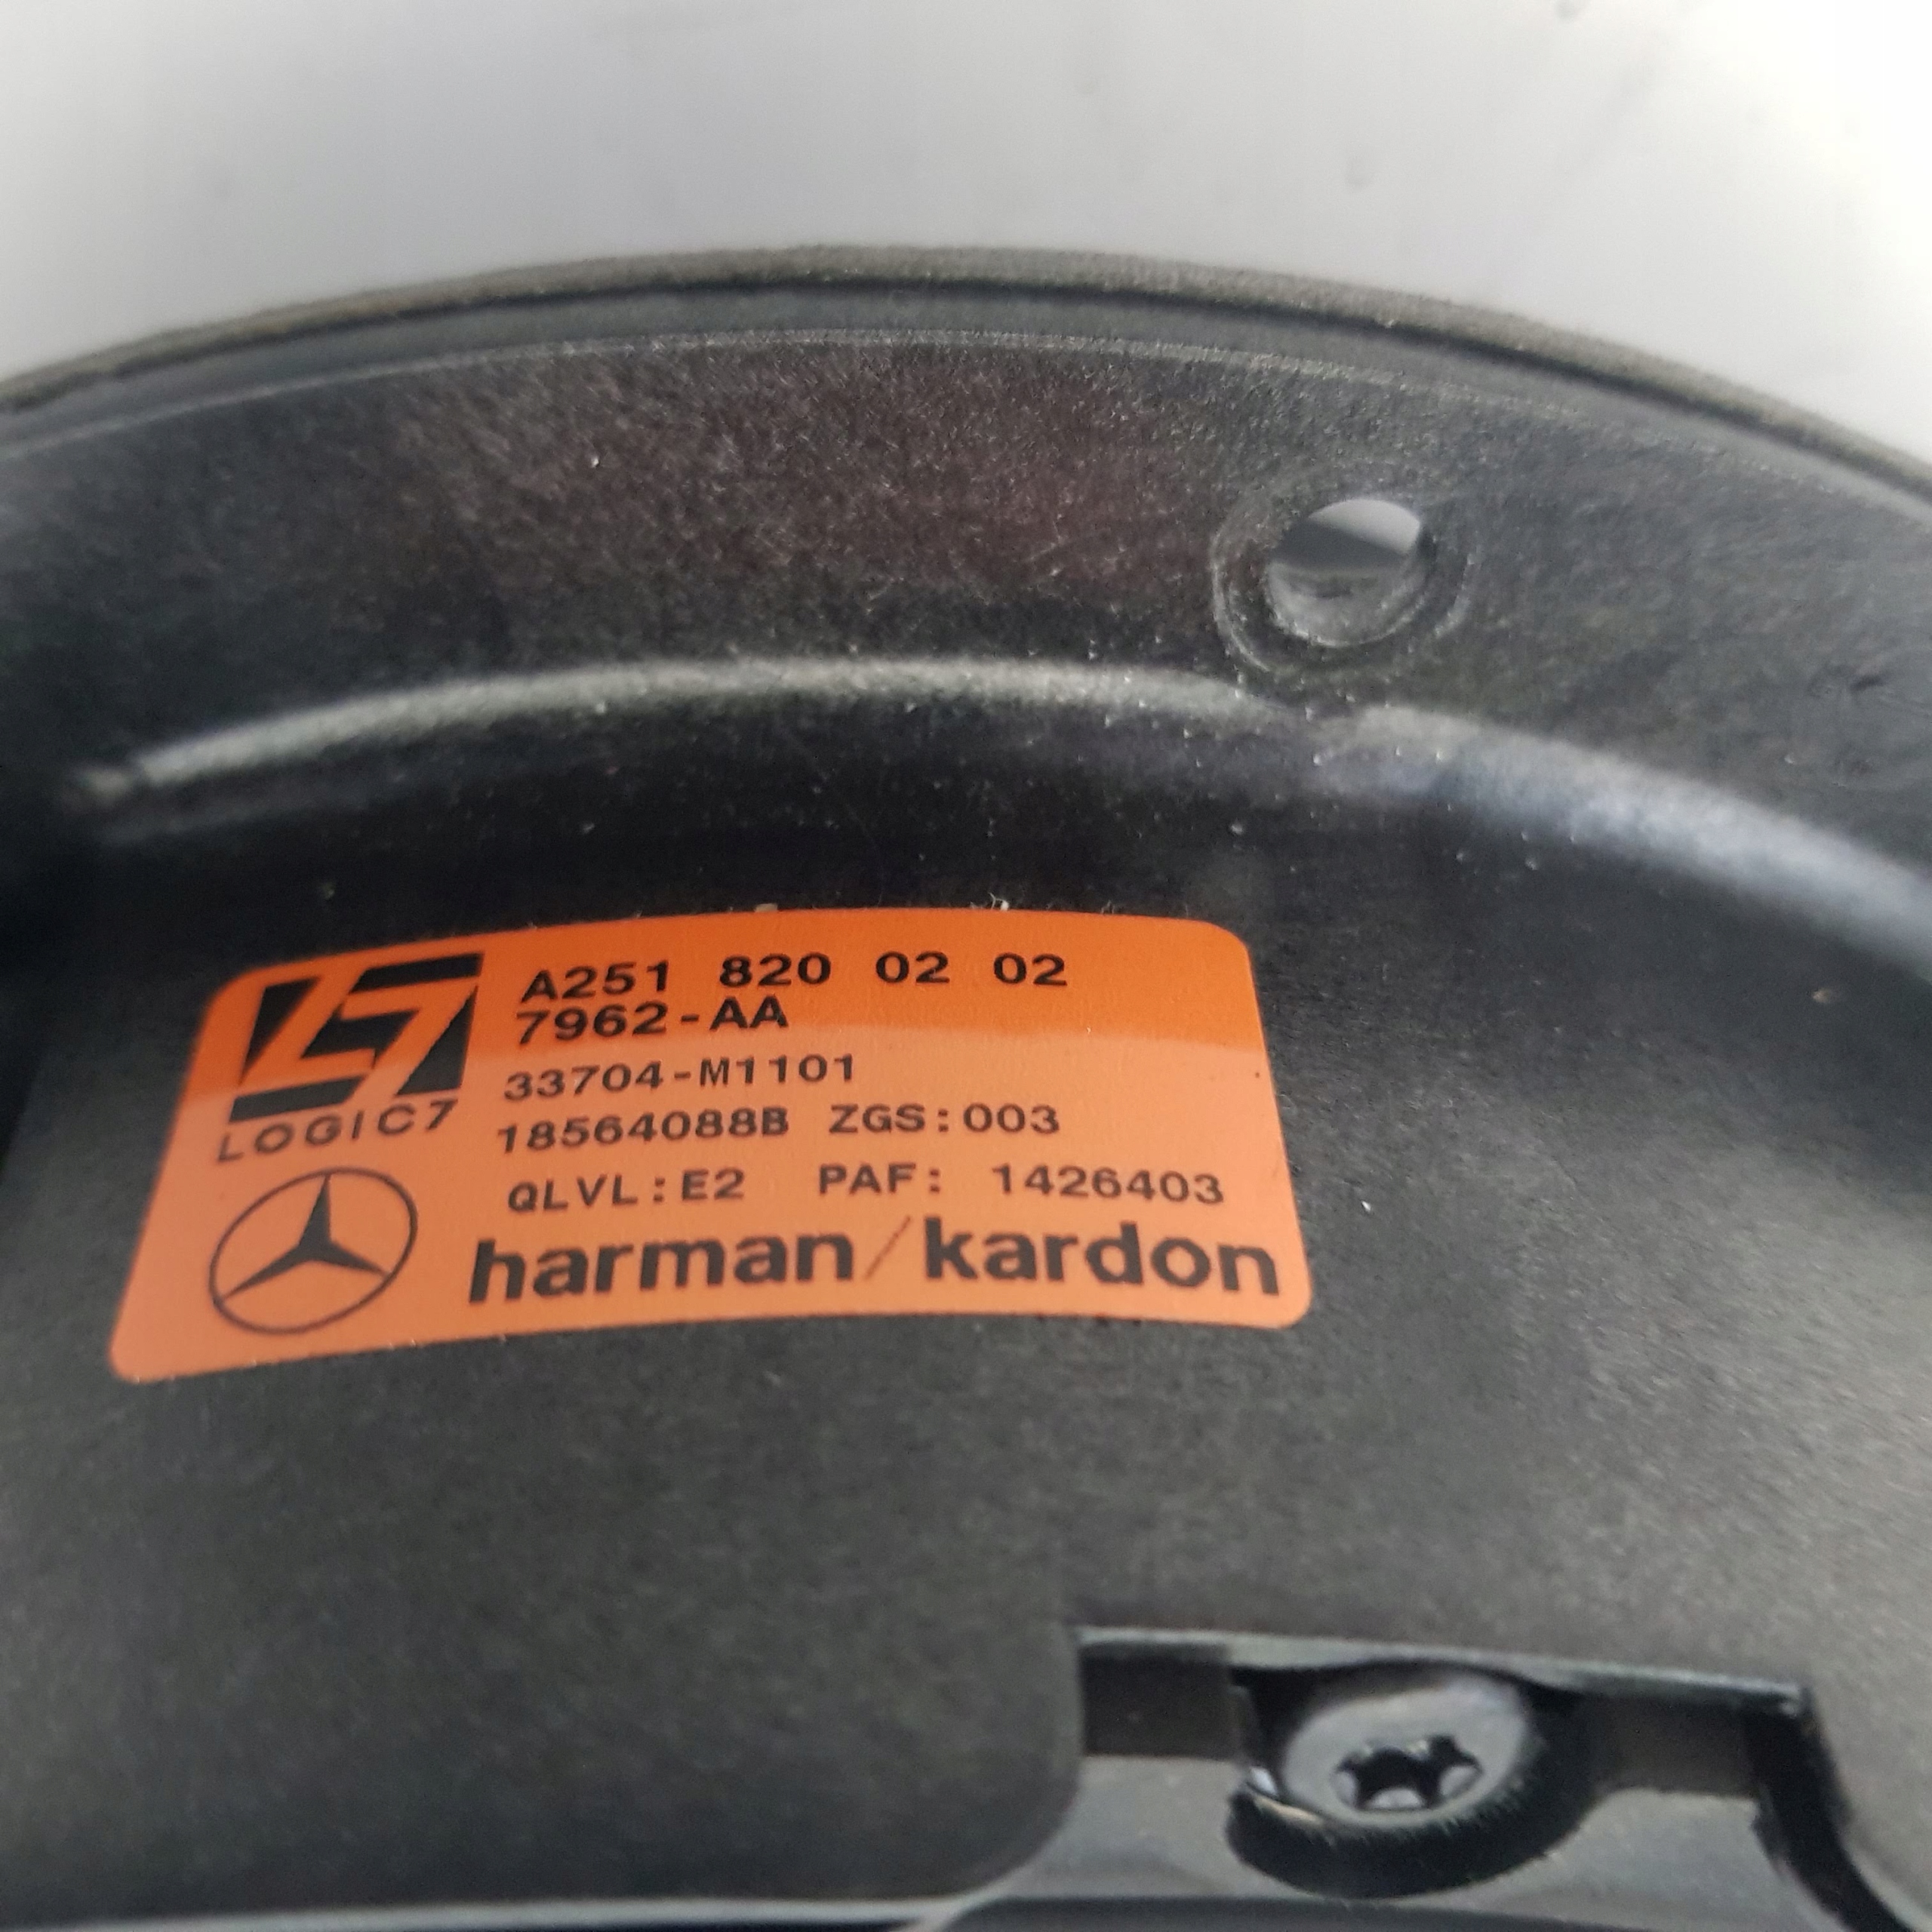 A251 820 02 02
7962-AA
33704-M1101
LOGIC7
18564088B ZGS:003
QLVL:E2 PAF: 1426403
harman/kardon